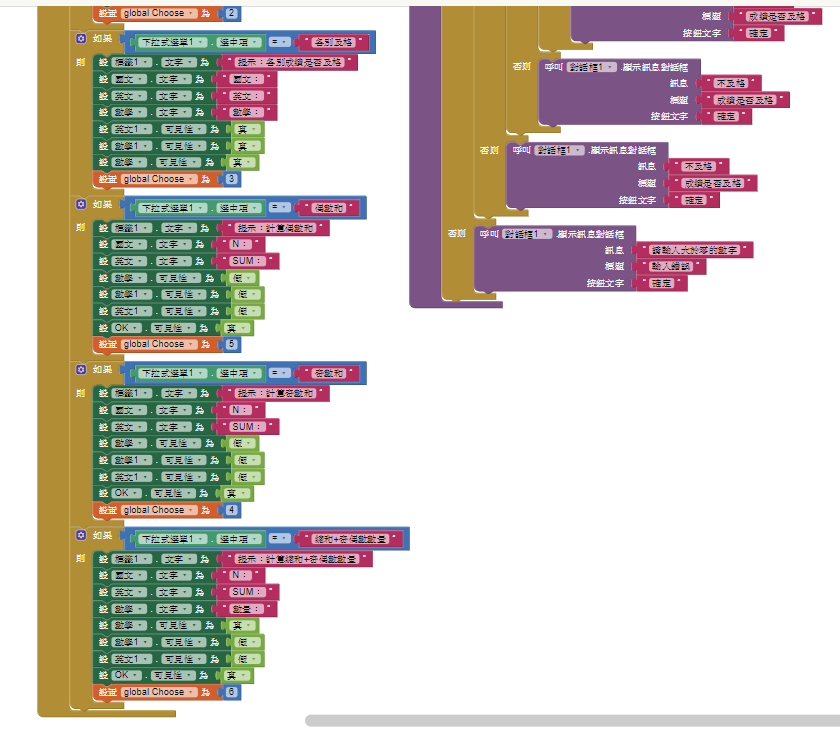 設置 global Choose 為 2
如果 下拉式選單1 . 選中項 = " 各別及格 "
則 設 標籤1 . 文字 為 " 提示：各別成績是否及格 "
設 國文 . 文字 為 " 國文： "
設 英文 . 文字 為 " 英文： "
設 數學 . 文字 為 " 數學： "
設 英文1 . 可見性 為 真
設 數學1 . 可見性 為 真
設 數學 . 可見性 為 真
設置 global Choose 為 3
如果 下拉式選單1 . 選中項 = " 偶數和 "
則 設 標籤1 . 文字 為 " 提示：計算偶數和 "
設 國文 . 文字 為 " N： "
設 英文 . 文字 為 " SUM： "
設 數學 . 可見性 為 假
設 數學1 . 可見性 為 假
設 英文1 . 可見性 為 假
設 OK . 可見性 為 真
設置 global Choose 為 5
如果 下拉式選單1 . 選中項 = " 奇數和 "
則 設 標籤1 . 文字 為 " 提示：計算奇數和 "
設 國文 . 文字 為 " N： "
設 英文 . 文字 為 " SUM： "
設 數學 . 可見性 為 假
設 數學1 . 可見性 為 假
設 英文1 . 可見性 為 假
設 OK . 可見性 為 真
設置 global Choose 為 4
如果 下拉式選單1 . 選中項 = " 總和+奇偶數數量 "
則 設 標籤1 . 文字 為 " 提示：計算總和+奇偶數數量 "
設 國文 . 文字 為 " N： "
設 英文 . 文字 為 " SUM： "
設 數學 . 文字 為 " 數量： "
設 數學 . 可見性 為 真
設 數學1 . 可見性 為 假
設 英文1 . 可見性 為 假
設 OK . 可見性 為 真
設置 global Choose 為 6
標題 " 成績是否及格 "
按鈕文字 " 確定 "
否則 呼叫 對話框1 .顯示訊息對話框
訊息 " 不及格 "
標題 " 成績是否及格 "
按鈕文字 " 確定 "
否則 呼叫 對話框1 .顯示訊息對話框
訊息 " 不及格 "
標題 " 成績是否及格 "
按鈕文字 " 確定 "
否則 呼叫 對話框1 .顯示訊息對話框
訊息 " 請輸入大於零的數字 "
標題 " 輸入錯誤 "
按鈕文字 " 確定 "